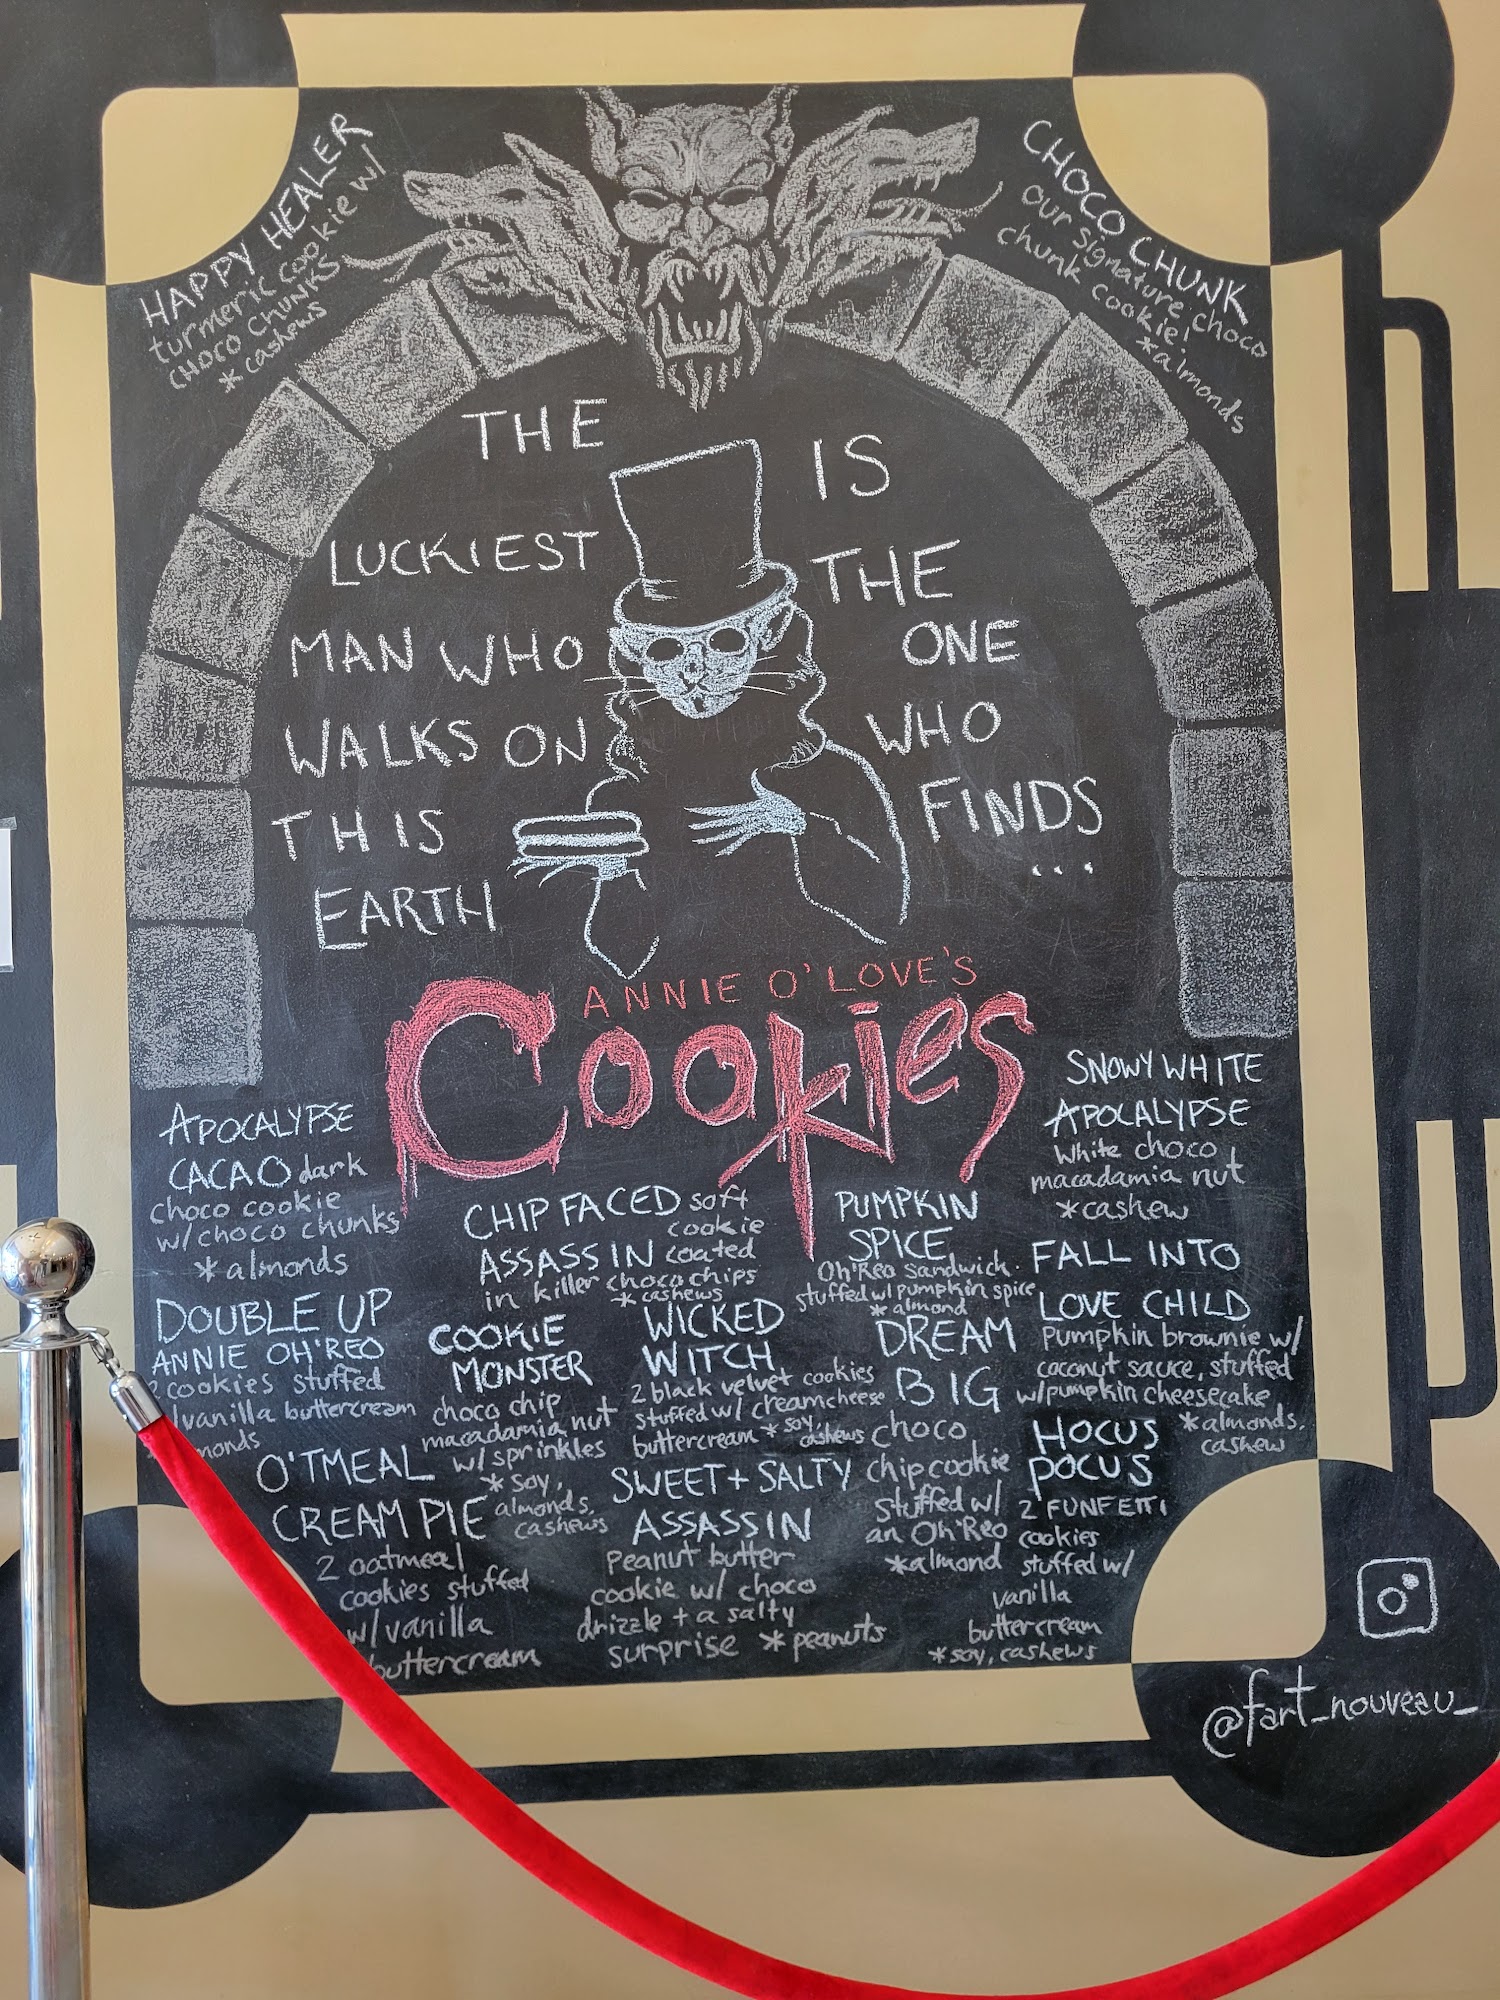 HAPPY HEALER
turmeric cookie w/
CHOCO CHUNKS
*cashews
CHOCO CHUNK
our signature choco
chunk cookie!
*almonds
THE
LUCKIEST
MAN WHO
WALKS ON
THIS
EARTH
IS
THE
ONE
WHO
FINDS
...
ANNIE O'LOVE'S
Cookies
APOCALYPSE
CACAO dark
choco cookie
w/choco chunks
*almonds
DOUBLE UP
ANNIE OH'REO
2 cookies stuffed
w/vanilla buttercream
monds
O'TMEAL
CREAM PIE
2 oatmeal
cookies stuffed
w/vanilla
buttercream
CHIP FACED soft
cookie
ASSASSIN coated
in killer choco chips
*cashews
COOKIE
MONSTER
choco chip
macadamia nut
w/sprinkles
*soy,
almonds,
cashews
WICKED
WITCH
2 black velvet cookies
stuffed w/ creamcheese
buttercream *soy,
cashews
SWEET + SALTY
ASSASSIN
Peanut butter
cookie w/ choco
drizzle + a salty
surprise *peanuts
PUMPKIN
SPICE
Oh'Reo sandwich
stuffed w/pumpkin spice
*almond
DREAM
BIG
choco
chip cookie
stuffed w/
an Oh'Reo
*almond
SNOWY WHITE
APOCALYPSE
White choco
macadamia nut
*cashew
FALL INTO
LOVE CHILD
Pumpkin brownie w/
coconut sauce, stuffed
w/pumpkin cheesecake
*almonds,
cashew
HOCUS
POCUS
2 FUNFETTI
cookies
stuffed w/
vanilla
buttercream
*soy, cashews
@fart_nouveau_